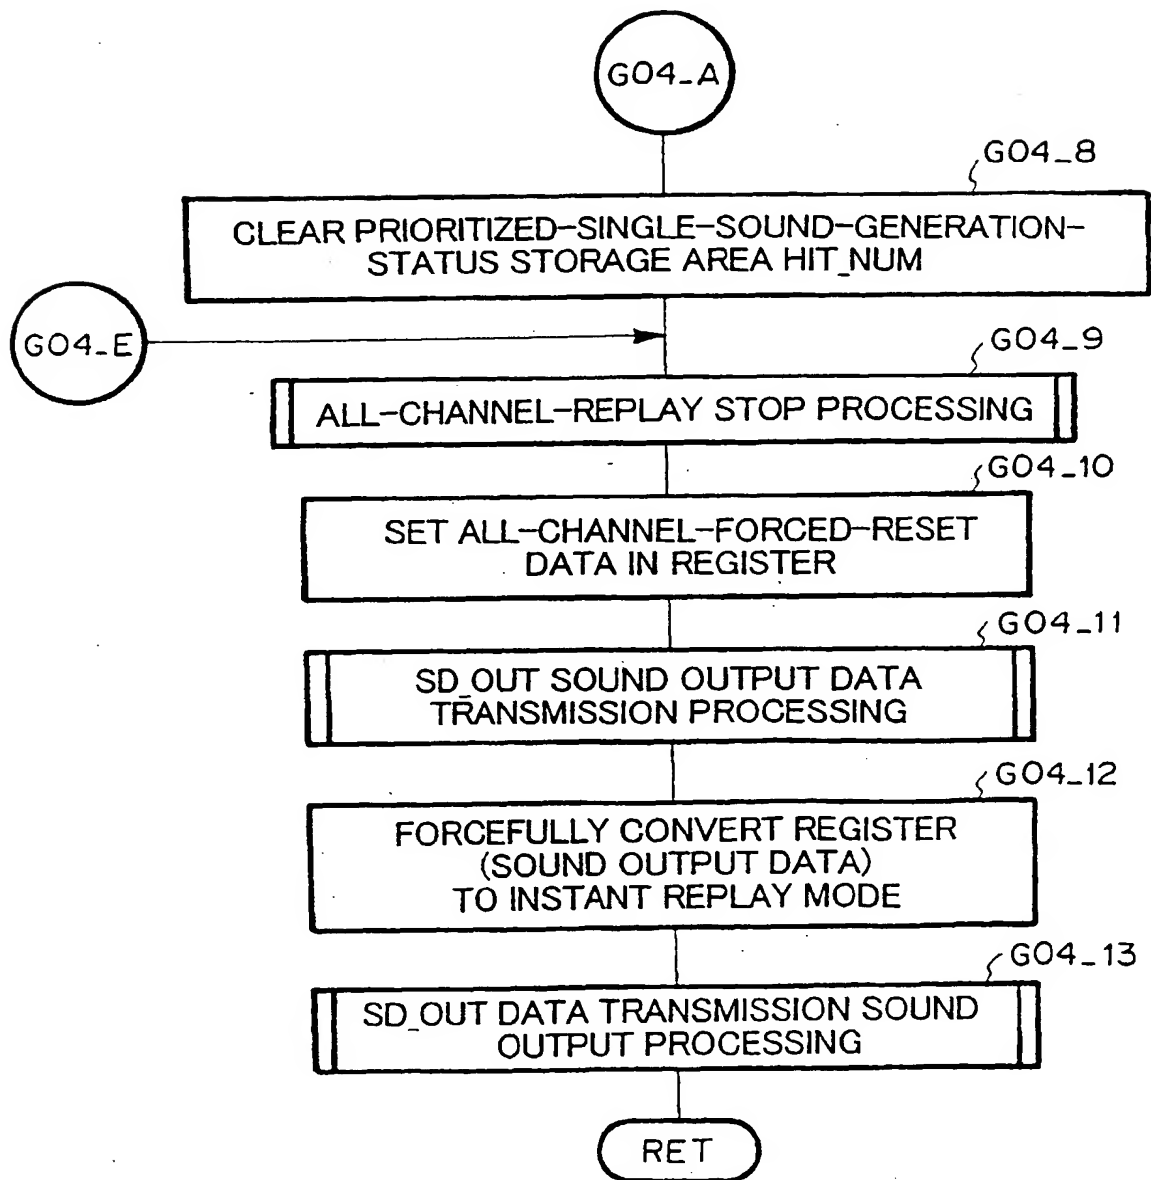 G04_A
G04_8
CLEAR PRIORITIZED-SINGLE-SOUND-GENERATION-
STATUS STORAGE AREA HIT_NUM
G04_E
G04_9
ALL-CHANNEL-REPLAY STOP PROCESSING
G04_10
SET ALL-CHANNEL-FORCED-RESET
DATA IN REGISTER
G04_11
SD_OUT SOUND OUTPUT DATA
TRANSMISSION PROCESSING
G04_12
FORCEFULLY CONVERT REGISTER
(SOUND OUTPUT DATA)
TO INSTANT REPLAY MODE
G04_13
SD_OUT DATA TRANSMISSION SOUND
OUTPUT PROCESSING
RET